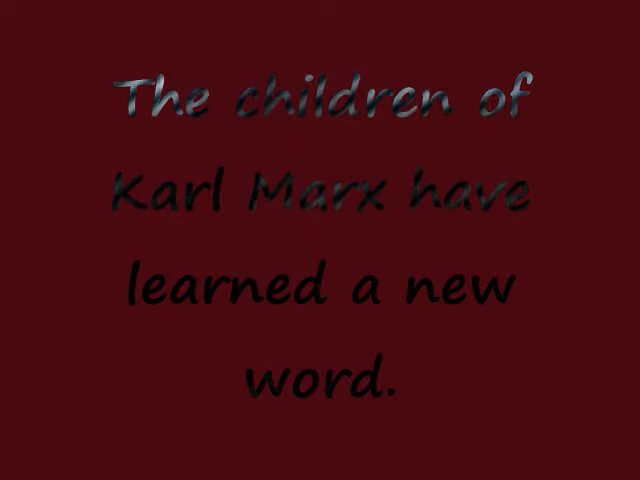 The children of
Karl Marx have
learned a new
word.